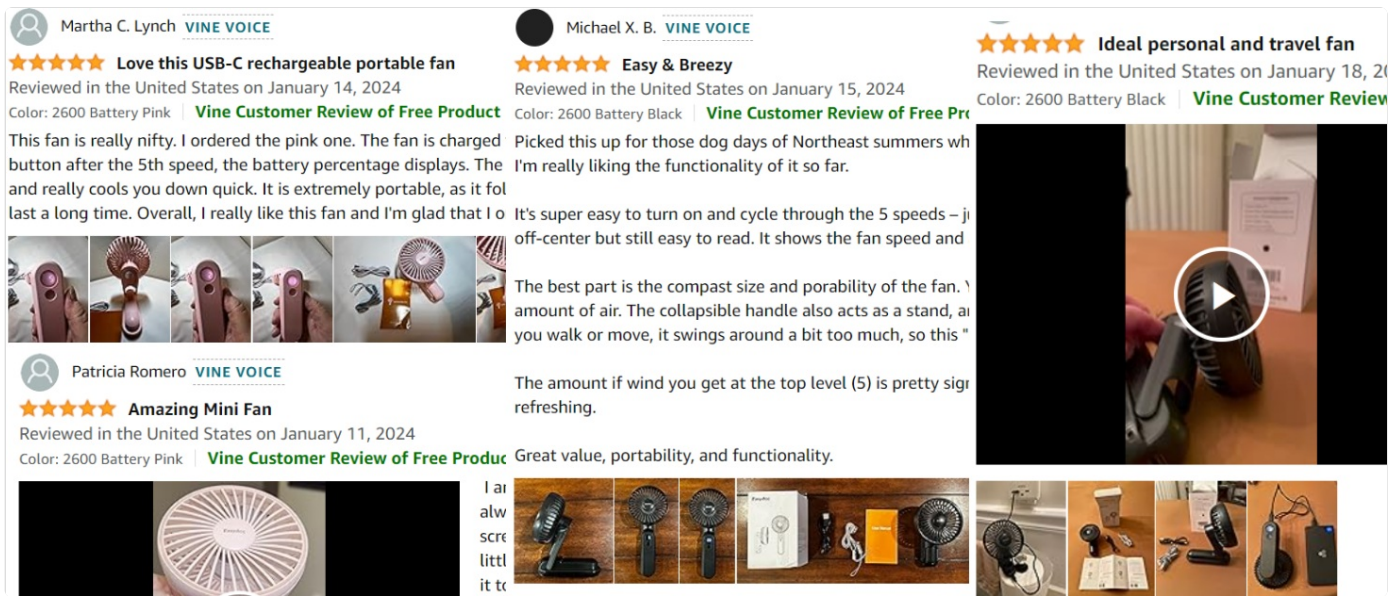 Martha C. Lynch VINE VOICE
Love this USB-C rechargeable portable fan
Reviewed in the United States on January 14, 2024
Color: 2600 Battery Pink Vine Customer Review of Free Product
This fan is really nifty. I ordered the pink one. The fan is charged
button after the 5th speed, the battery percentage displays. The
and really cools you down quick. It is extremely portable, as it fol
last a long time. Overall, I really like this fan and I'm glad that I o
Patricia Romero VINE VOICE
Amazing Mini Fan
Reviewed in the United States on January 11, 2024
Color: 2600 Battery Pink Vine Customer Review of Free Produc
I ar
alw
scre
littl
it to
Michael X. B. VINE VOICE
Easy & Breezy
Reviewed in the United States on January 15, 2024
Color: 2600 Battery Black Vine Customer Review of Free Pro
Picked this up for those dog days of Northeast summers wh
I'm really liking the functionality of it so far.
It's super easy to turn on and cycle through the 5 speeds – ju
off-center but still easy to read. It shows the fan speed and
The best part is the compast size and porability of the fan. Y
amount of air. The collapsible handle also acts as a stand, an
you walk or move, it swings around a bit too much, so this "
The amount if wind you get at the top level (5) is pretty sign
refreshing.
Great value, portability, and functionality.
Ideal personal and travel fan
Reviewed in the United States on January 18, 20
Color: 2600 Battery Black Vine Customer Review